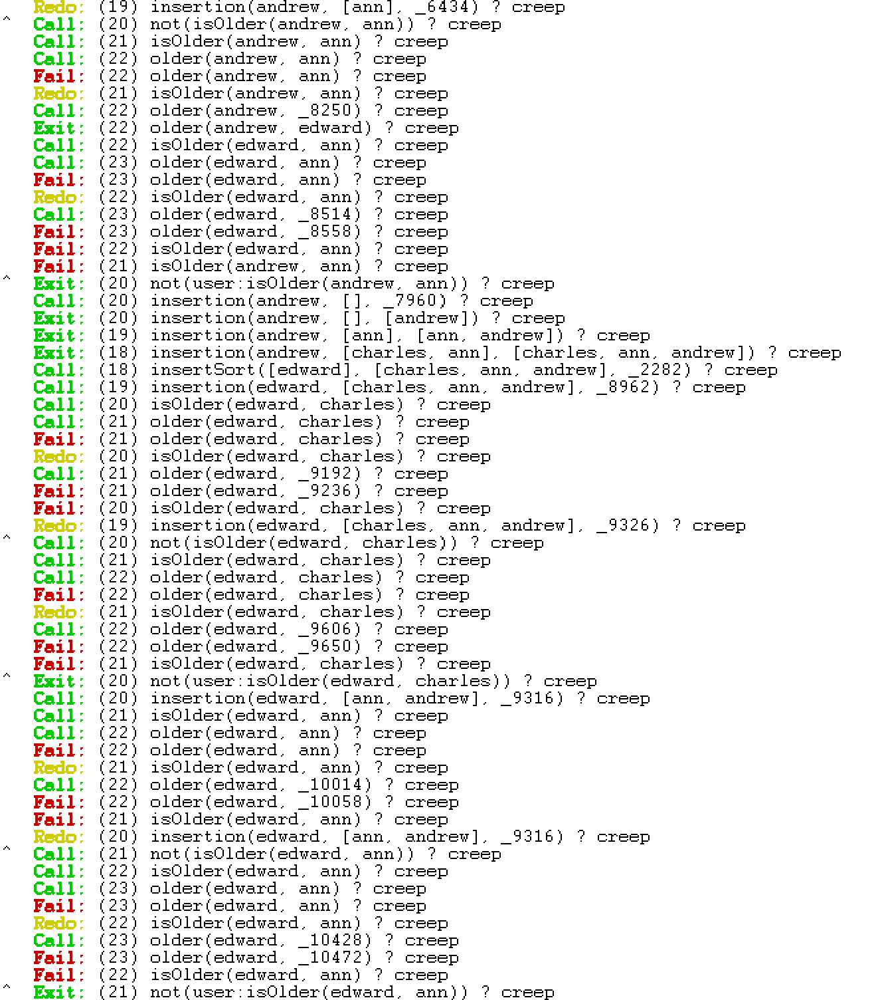 Redo: (19) insertion(andrew, [ann], _6434) ? creep
^ Call: (20) not(isOlder(andrew, ann)) ? creep
Call: (21) isOlder(andrew, ann) ? creep
Call: (22) older(andrew, ann) ? creep
Fail: (22) older(andrew, ann) ? creep
Redo: (21) isOlder(andrew, ann) ? creep
Call: (22) older(andrew, _8250) ? creep
Exit: (22) older(andrew, edward) ? creep
Call: (22) isOlder(edward, ann) ? creep
Call: (23) older(edward, ann) ? creep
Fail: (23) older(edward, ann) ? creep
Redo: (22) isOlder(edward, ann) ? creep
Call: (23) older(edward, _8514) ? creep
Fail: (23) older(edward, _8558) ? creep
Fail: (22) isOlder(edward, ann) ? creep
Fail: (21) isOlder(andrew, ann) ? creep
^ Exit: (20) not(user:isOlder(andrew, ann)) ? creep
Call: (20) insertion(andrew, [], _7960) ? creep
Exit: (20) insertion(andrew, [], [andrew]) ? creep
Exit: (19) insertion(andrew, [ann], [ann, andrew]) ? creep
Exit: (18) insertion(andrew, [charles, ann], [charles, ann, andrew]) ? creep
Call: (18) insertSort([edward], [charles, ann, andrew], _2282) ? creep
Call: (19) insertion(edward, [charles, ann, andrew], _8962) ? creep
Call: (20) isOlder(edward, charles) ? creep
Call: (21) older(edward, charles) ? creep
Fail: (21) older(edward, charles) ? creep
Redo: (20) isOlder(edward, charles) ? creep
Call: (21) older(edward, _9192) ? creep
Fail: (21) older(edward, _9236) ? creep
Fail: (20) isOlder(edward, charles) ? creep
Redo: (19) insertion(edward, [charles, ann, andrew], _9326) ? creep
^ Call: (20) not(isOlder(edward, charles)) ? creep
Call: (21) isOlder(edward, charles) ? creep
Call: (22) older(edward, charles) ? creep
Fail: (22) older(edward, charles) ? creep
Redo: (21) isOlder(edward, charles) ? creep
Call: (22) older(edward, _9606) ? creep
Fail: (22) older(edward, _9650) ? creep
Fail: (21) isOlder(edward, charles) ? creep
^ Exit: (20) not(user:isOlder(edward, charles)) ? creep
Call: (20) insertion(edward, [ann, andrew], _9316) ? creep
Call: (21) isOlder(edward, ann) ? creep
Call: (22) older(edward, ann) ? creep
Fail: (22) older(edward, ann) ? creep
Redo: (21) isOlder(edward, ann) ? creep
Call: (22) older(edward, _10014) ? creep
Fail: (22) older(edward, _10058) ? creep
Fail: (21) isOlder(edward, ann) ? creep
Redo: (20) insertion(edward, [ann, andrew], _9316) ? creep
^ Call: (21) not(isOlder(edward, ann)) ? creep
Call: (22) isOlder(edward, ann) ? creep
Call: (23) older(edward, ann) ? creep
Fail: (23) older(edward, ann) ? creep
Redo: (22) isOlder(edward, ann) ? creep
Call: (23) older(edward, _10428) ? creep
Fail: (23) older(edward, _10472) ? creep
Fail: (22) isOlder(edward, ann) ? creep
^ Exit: (21) not(user:isOlder(edward, ann)) ? creep